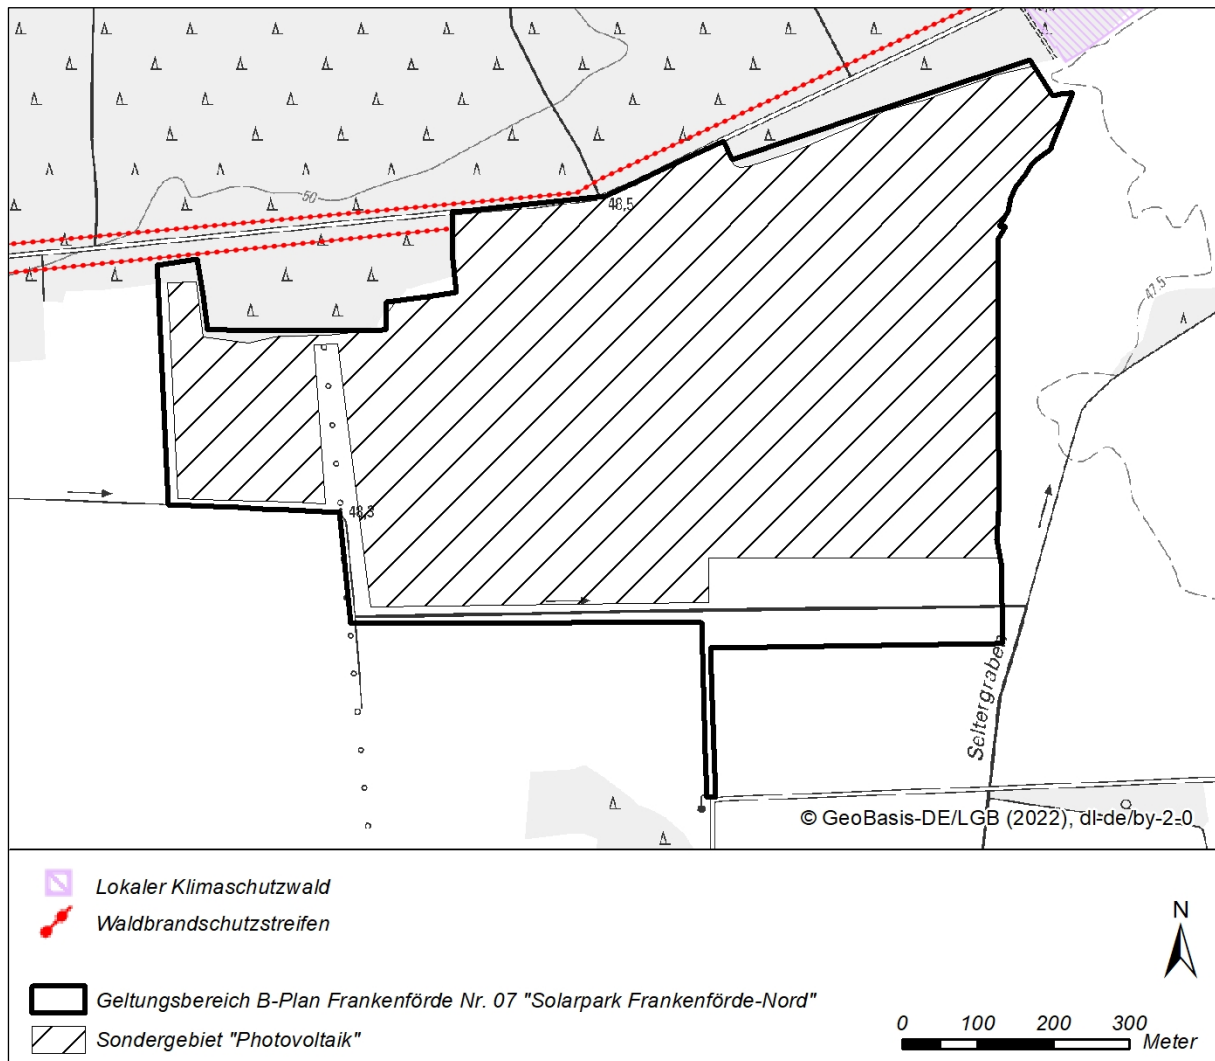 50
48,5
47,5
48,3
Seltergraben
© GeoBasis-DE/LGB (2022), dl-de/by-2-0
Lokaler Klimaschutzwald
Waldbrandschutzstreifen
N
Geltungsbereich B-Plan Frankenförde Nr. 07 "Solarpark Frankenförde-Nord"
Sondergebiet "Photovoltaik"
0 100 200 300
Meter